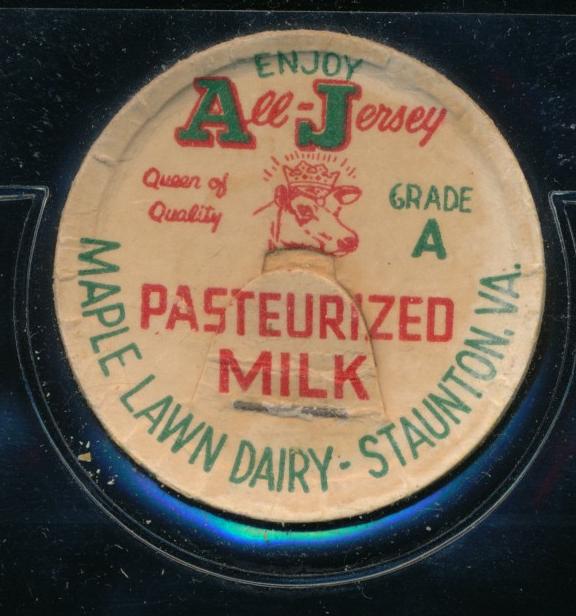 ENJOY
All-Jersey
Queen of
Quality
GRADE
A
PASTEURIZED
MILK
MAPLE LAWN DAIRY - STAUNTON. VA.